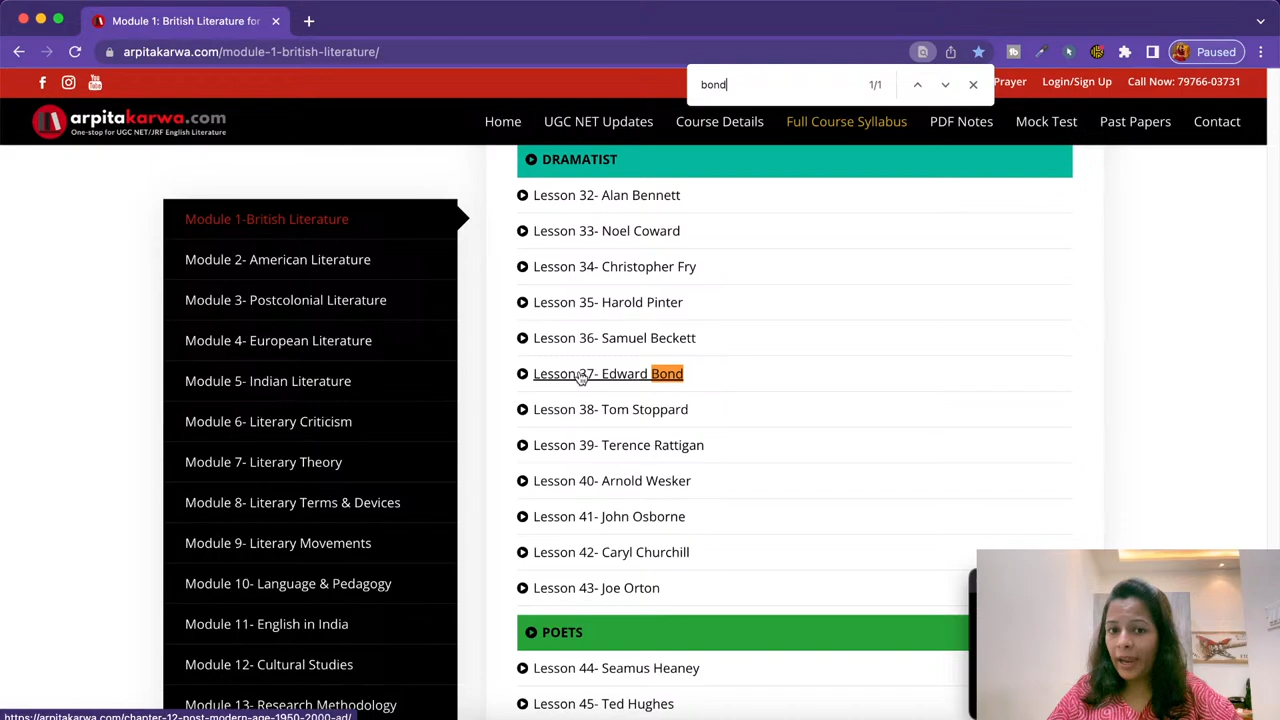 Module 1: British Literature for
arpitakarwa.com/module-1-british-literature/
Paused
bond
1/1
Prayer
Login/Sign Up
Call Now: 79766-03731
arpitakarwa.com
One-stop for UGC NET/JRF English Literature
Home
UGC NET Updates
Course Details
Full Course Syllabus
PDF Notes
Mock Test
Past Papers
Contact
Module 1-British Literature
Module 2- American Literature
Module 3- Postcolonial Literature
Module 4- European Literature
Module 5- Indian Literature
Module 6- Literary Criticism
Module 7- Literary Theory
Module 8- Literary Terms & Devices
Module 9- Literary Movements
Module 10- Language & Pedagogy
Module 11- English in India
Module 12- Cultural Studies
Module 13- Research Methodology
DRAMATIST
Lesson 32- Alan Bennett
Lesson 33- Noel Coward
Lesson 34- Christopher Fry
Lesson 35- Harold Pinter
Lesson 36- Samuel Beckett
Lesson 37- Edward Bond
Lesson 38- Tom Stoppard
Lesson 39- Terence Rattigan
Lesson 40- Arnold Wesker
Lesson 41- John Osborne
Lesson 42- Caryl Churchill
Lesson 43- Joe Orton
POETS
Lesson 44- Seamus Heaney
Lesson 45- Ted Hughes
https://arpitakarwa.com/chapter-12-post-modern-age-1950-2000-ad/